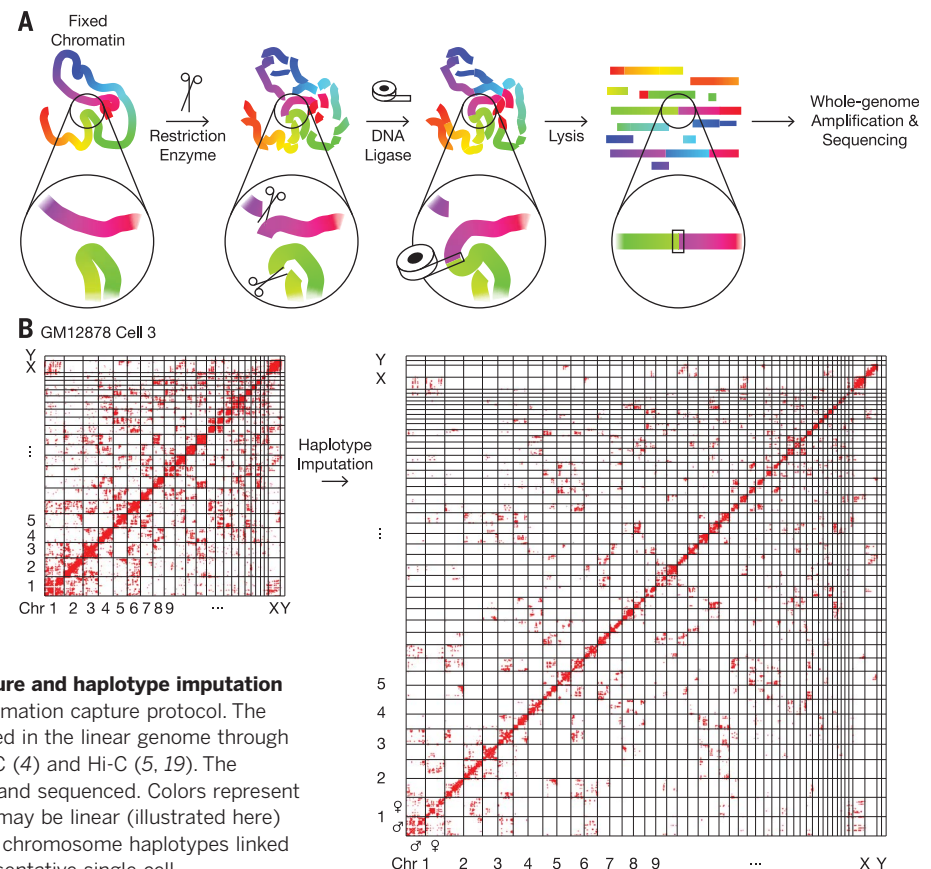 A
Fixed
Chromatin
Restriction
Enzyme
DNA
Ligase
Lysis
Whole-genome
Amplification &
Sequencing
B GM12878 Cell 3
Y
X
⋮
5
4
3
2
1
Chr 1 2 3 4 5 6 7 8 9 ... X Y
Haplotype
Imputation
Y
X
⋮
5
4
3
2
1
♀
♂
♂ ♀
Chr 1 2 3 4 5 6 7 8 9 ... X Y
ure and haplotype imputation
rmation capture protocol. The
ed in the linear genome through
C (4) and Hi-C (5, 19). The
and sequenced. Colors represent
may be linear (illustrated here)
chromosome haplotypes linked
resentative single cell